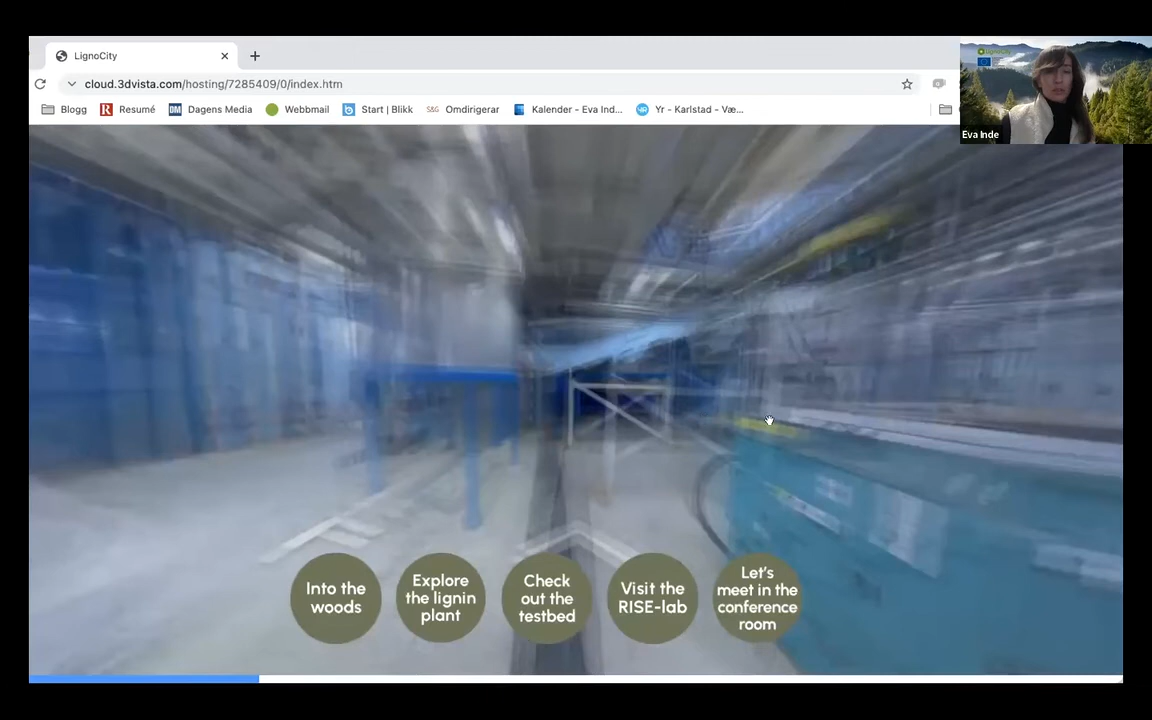 LignoCity
cloud.3dvista.com/hosting/7285409/0/index.htm
Blogg
Resumé
DM Dagens Media
Webbmail
Start | Blikk
S&G Omdirigerar
Kalender - Eva Ind...
Yr - Karlstad - Væ...
Eva Inde
Into the
woods
Explore
the lignin
plant
Check
out the
testbed
Visit the
RISE-lab
Let's
meet in the
conference
room